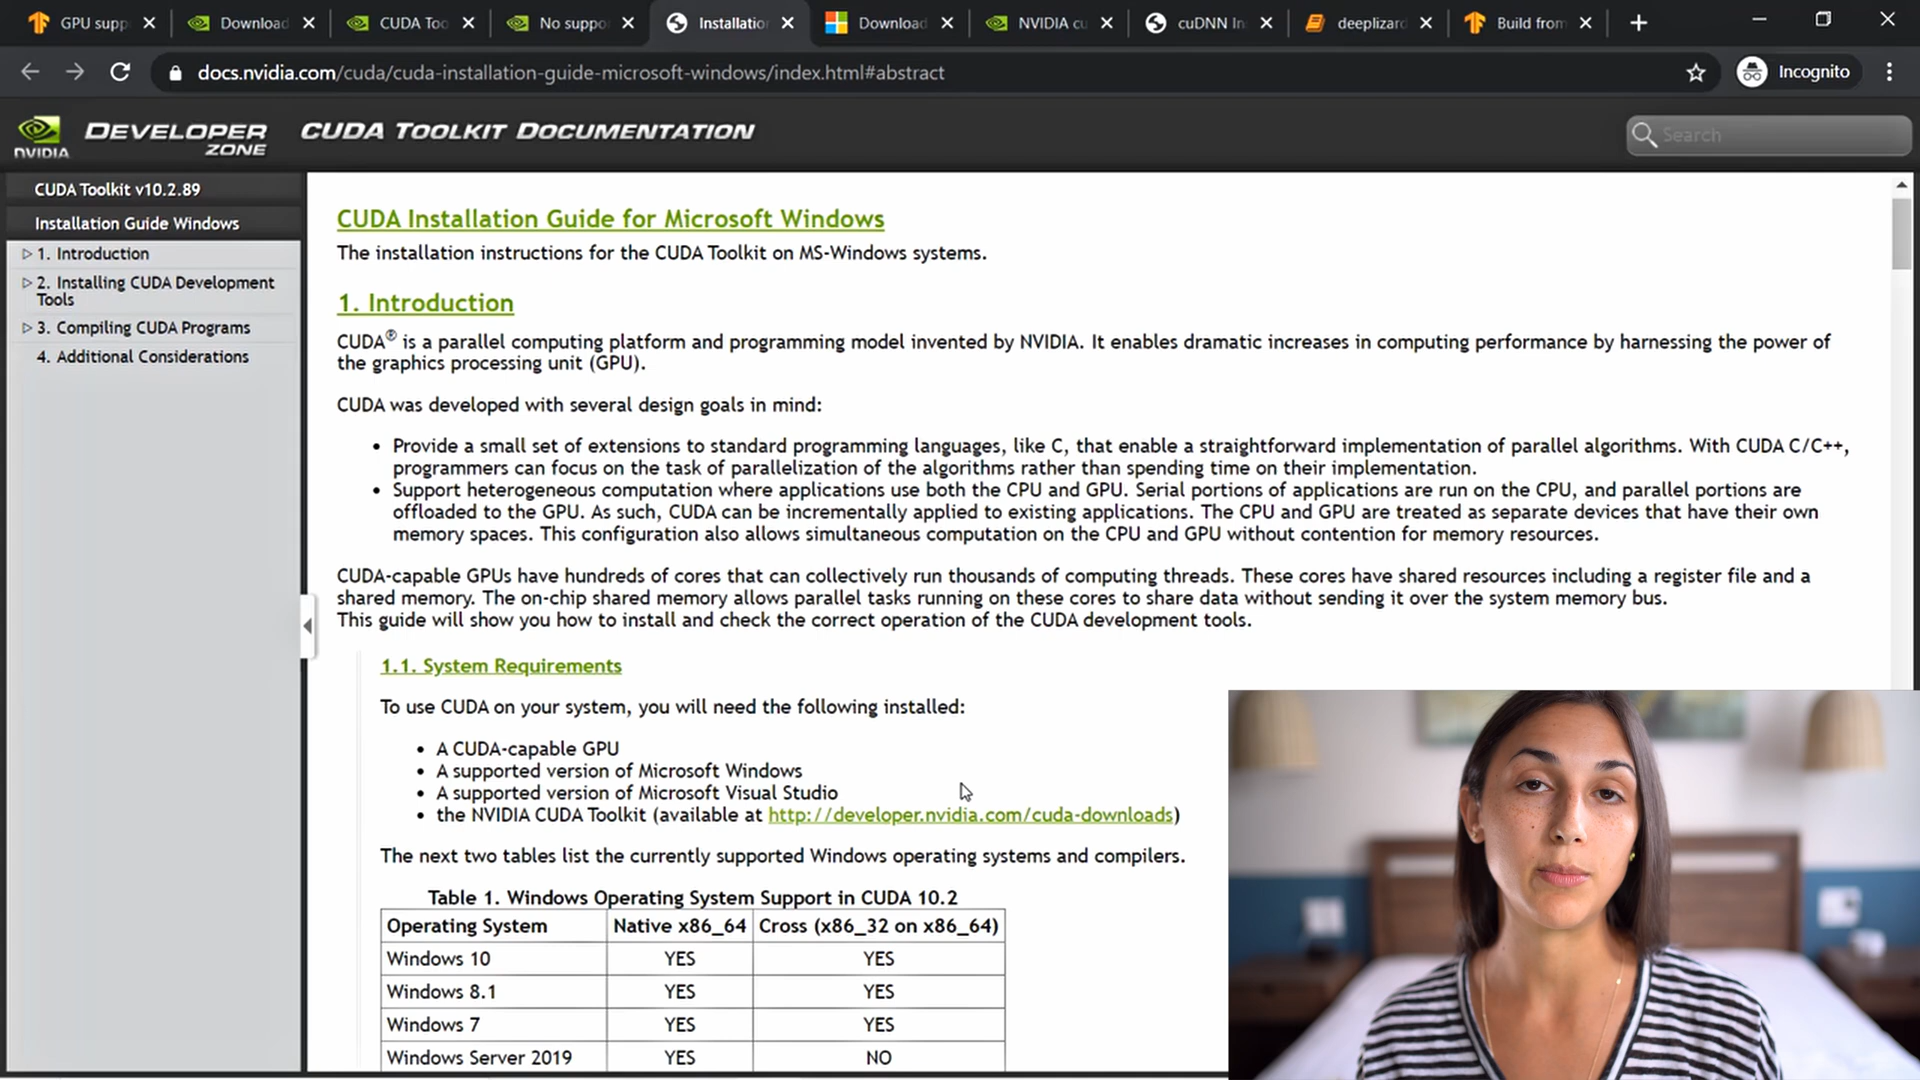 GPU supp
Download
CUDA Too
No suppo
Installatio
Download
NVIDIA cu
cuDNN In
deeplizard
Build from
docs.nvidia.com/cuda/cuda-installation-guide-microsoft-windows/index.html#abstract
Incognito
NVIDIA
DEVELOPER
ZONE
CUDA TOOLKIT DOCUMENTATION
Search
CUDA Toolkit v10.2.89
Installation Guide Windows
1. Introduction
2. Installing CUDA Development
Tools
3. Compiling CUDA Programs
4. Additional Considerations
CUDA Installation Guide for Microsoft Windows
The installation instructions for the CUDA Toolkit on MS-Windows systems.
1. Introduction
CUDA® is a parallel computing platform and programming model invented by NVIDIA. It enables dramatic increases in computing performance by harnessing the power of
the graphics processing unit (GPU).
CUDA was developed with several design goals in mind:
• Provide a small set of extensions to standard programming languages, like C, that enable a straightforward implementation of parallel algorithms. With CUDA C/C++,
programmers can focus on the task of parallelization of the algorithms rather than spending time on their implementation.
• Support heterogeneous computation where applications use both the CPU and GPU. Serial portions of applications are run on the CPU, and parallel portions are
offloaded to the GPU. As such, CUDA can be incrementally applied to existing applications. The CPU and GPU are treated as separate devices that have their own
memory spaces. This configuration also allows simultaneous computation on the CPU and GPU without contention for memory resources.
CUDA-capable GPUs have hundreds of cores that can collectively run thousands of computing threads. These cores have shared resources including a register file and a
shared memory. The on-chip shared memory allows parallel tasks running on these cores to share data without sending it over the system memory bus.
This guide will show you how to install and check the correct operation of the CUDA development tools.
1.1. System Requirements
To use CUDA on your system, you will need the following installed:
• A CUDA-capable GPU
• A supported version of Microsoft Windows
• A supported version of Microsoft Visual Studio
• the NVIDIA CUDA Toolkit (available at http://developer.nvidia.com/cuda-downloads)
The next two tables list the currently supported Windows operating systems and compilers.
Table 1. Windows Operating System Support in CUDA 10.2
Operating System Native x86_64 Cross (x86_32 on x86_64)
Windows 10 YES YES
Windows 8.1 YES YES
Windows 7 YES YES
Windows Server 2019 YES NO